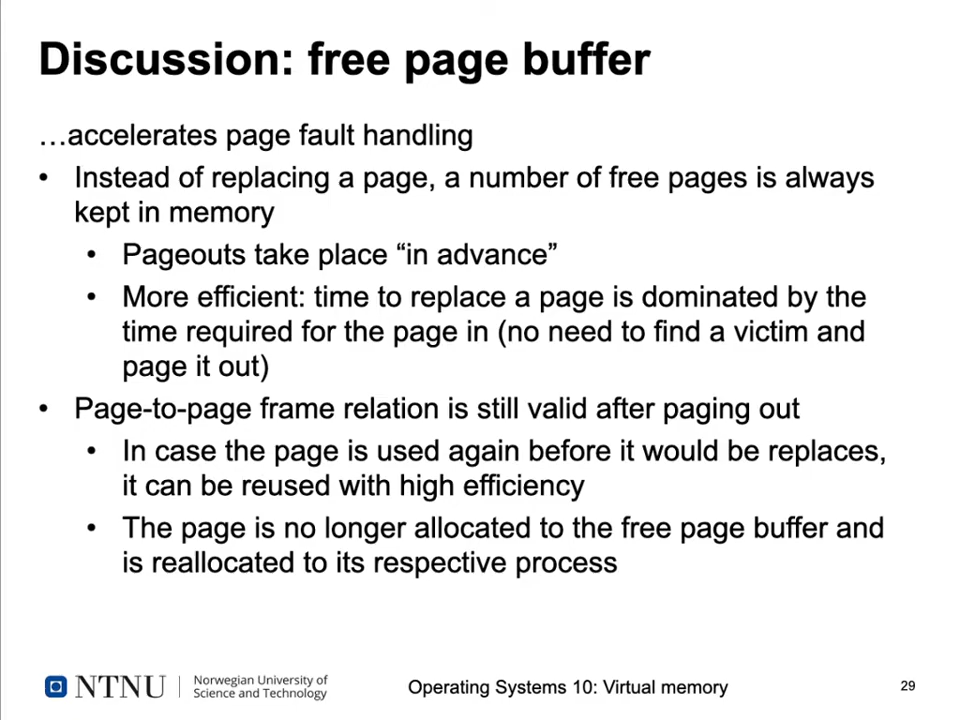 Discussion: free page buffer
…accelerates page fault handling
• Instead of replacing a page, a number of free pages is always
kept in memory
• Pageouts take place “in advance”
• More efficient: time to replace a page is dominated by the
time required for the page in (no need to find a victim and
page it out)
• Page-to-page frame relation is still valid after paging out
• In case the page is used again before it would be replaces,
it can be reused with high efficiency
• The page is no longer allocated to the free page buffer and
is reallocated to its respective process
NTNU
Norwegian University of
Science and Technology
Operating Systems 10: Virtual memory
29